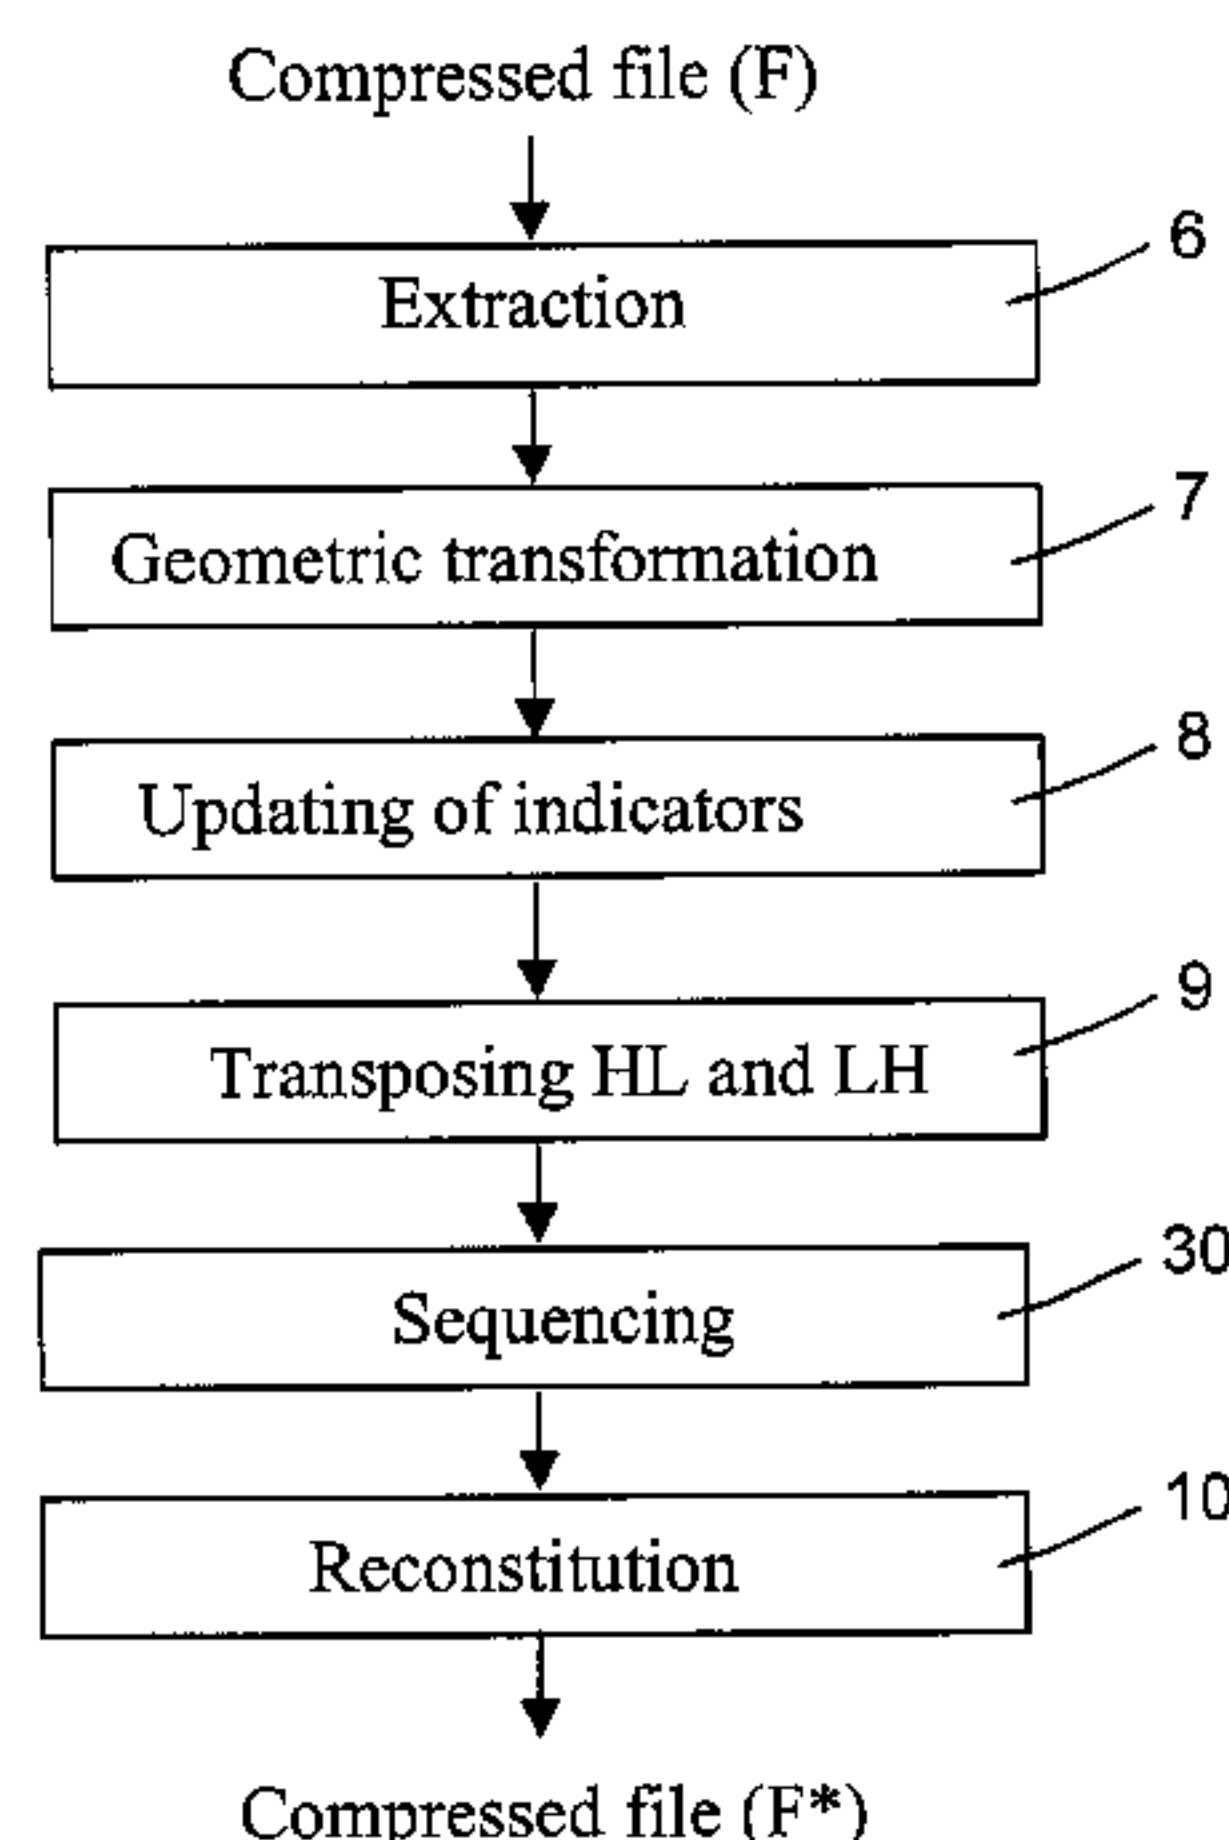 Compressed file (F)
6
Extraction
7
Geometric transformation
8
Updating of indicators
9
Transposing HL and LH
30
Sequencing
10
Reconstitution
Compressed file (F*)